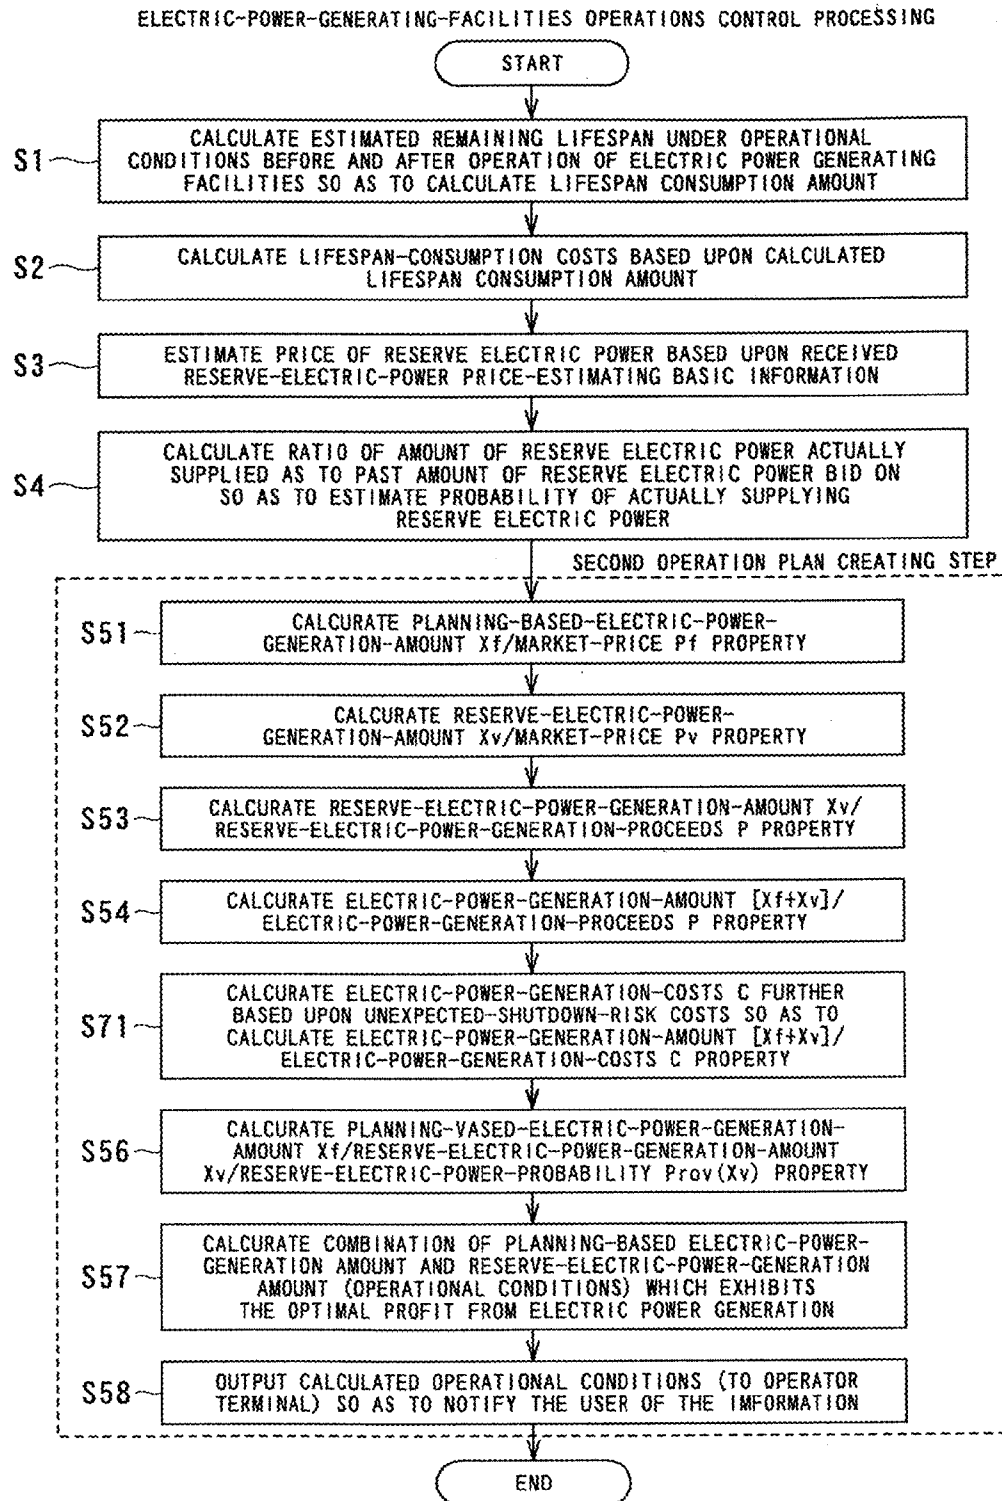 ELECTRIC-POWER-GENERATING-FACILITIES OPERATIONS CONTROL PROCESSING
START
S1
CALCULATE ESTIMATED REMAINING LIFESPAN UNDER OPERATIONAL
CONDITIONS BEFORE AND AFTER OPERATION OF ELECTRIC POWER GENERATING
FACILITIES SO AS TO CALCULATE LIFESPAN CONSUMPTION AMOUNT
S2
CALCULATE LIFESPAN-CONSUMPTION COSTS BASED UPON CALCULATED
LIFESPAN CONSUMPTION AMOUNT
S3
ESTIMATE PRICE OF RESERVE ELECTRIC POWER BASED UPON RECEIVED
RESERVE-ELECTRIC-POWER PRICE-ESTIMATING BASIC INFORMATION
S4
CALCULATE RATIO OF AMOUNT OF RESERVE ELECTRIC POWER ACTUALLY
SUPPLIED AS TO PAST AMOUNT OF RESERVE ELECTRIC POWER BID ON
SO AS TO ESTIMATE PROBABILITY OF ACTUALLY SUPPLYING
RESERVE ELECTRIC POWER
SECOND OPERATION PLAN CREATING STEP
S51
CALCURATE PLANNING-BASED-ELECTRIC-POWER-
GENERATION-AMOUNT Xf/MARKET-PRICE Pf PROPERTY
S52
CALCURATE RESERVE-ELECTRIC-POWER-
GENERATION-AMOUNT Xv/MARKET-PRICE Pv PROPERTY
S53
CALCURATE RESERVE-ELECTRIC-POWER-GENERATION-AMOUNT Xv/
RESERVE-ELECTRIC-POWER-GENERATION-PROCEEDS P PROPERTY
S54
CALCURATE ELECTRIC-POWER-GENERATION-AMOUNT [Xf+Xv]/
ELECTRIC-POWER-GENERATION-PROCEEDS P PROPERTY
S71
CALCURATE ELECTRIC-POWER-GENERATION-COSTS C FURTHER
BASED UPON UNEXPECTED-SHUTDOWN-RISK COSTS SO AS TO
CALCULATE ELECTRIC-POWER-GENERATION-AMOUNT [Xf+Xv]/
ELECTRIC-POWER-GENERATION-COSTS C PROPERTY
S56
CALCURATE PLANNING-VASED-ELECTRIC-POWER-GENERATION-
AMOUNT Xf/RESERVE-ELECTRIC-POWER-GENERATION-AMOUNT
Xv/RESERVE-ELECTRIC-POWER-PROBABILITY Prov(Xv) PROPERTY
S57
CALCURATE COMBINATION OF PLANNING-BASED ELECTRIC-POWER-
GENERATION AMOUNT AND RESERVE-ELECTRIC-POWER-GENERATION
AMOUNT (OPERATIONAL CONDITIONS) WHICH EXHIBITS
THE OPTIMAL PROFIT FROM ELECTRIC POWER GENERATION
S58
OUTPUT CALCULATED OPERATIONAL CONDITIONS (TO OPERATOR
TERMINAL) SO AS TO NOTIFY THE USER OF THE IMFORMATION
END